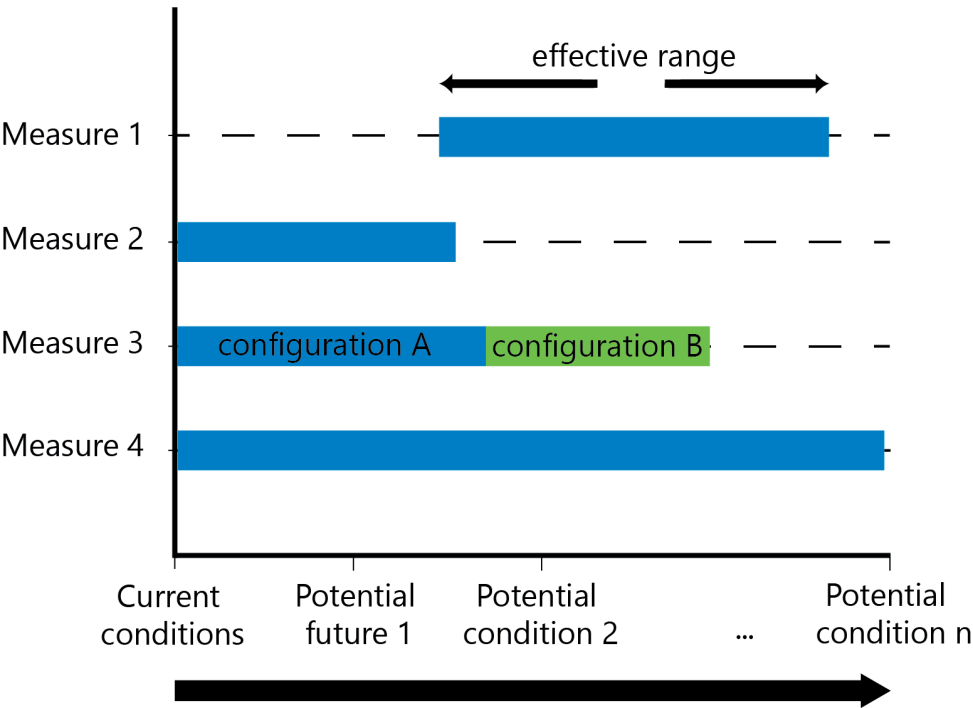 effective range
Measure 1
Measure 2
Measure 3
configuration A
configuration B
Measure 4
Current
conditions
Potential
future 1
Potential
condition 2
...
Potential
condition n